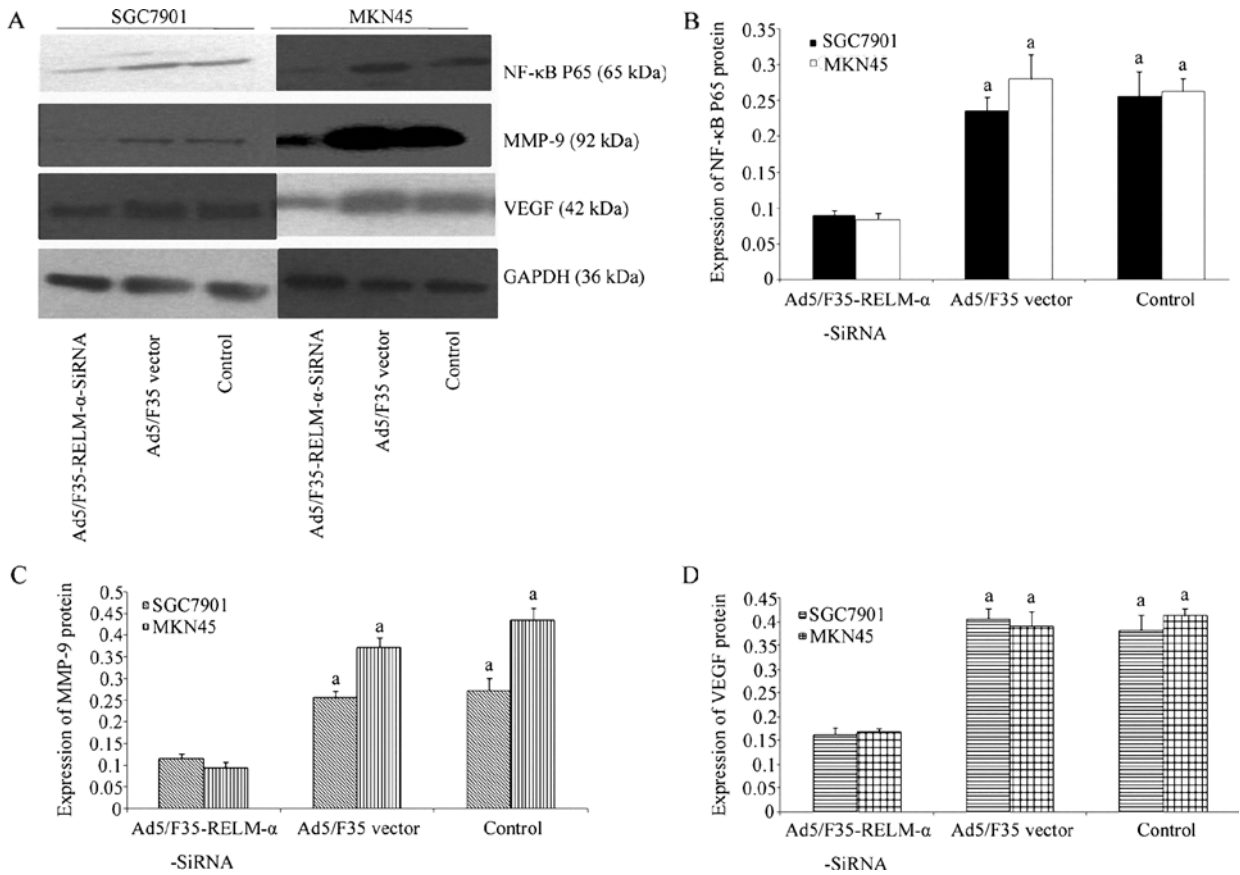 A
SGC7901 MKN45
NF-κB P65 (65 kDa)
MMP-9 (92 kDa)
VEGF (42 kDa)
GAPDH (36 kDa)
Ad5/F35-RELM-α-SiRNA
Ad5/F35 vector
Control
Ad5/F35-RELM-α-SiRNA
Ad5/F35 vector
Control
B
Expression of NF-κB P65 protein
0.35
0.3
0.25
0.2
0.15
0.1
0.05
0
SGC7901
MKN45
a
a
a
a
Ad5/F35-RELM-α Ad5/F35 vector Control
-SiRNA
C
Expression of MMP-9 protein
0.5
0.45
0.4
0.35
0.3
0.25
0.2
0.15
0.1
0.05
0
SGC7901
MKN45
a
a
a
a
Ad5/F35-RELM-α Ad5/F35 vector Control
-SiRNA
D
Expression of VEGF protein
0.45
0.4
0.35
0.3
0.25
0.2
0.15
0.1
0.05
0
SGC7901
MKN45
a
a
a
a
Ad5/F35-RELM-α Ad5/F35 vector Control
-SiRNA